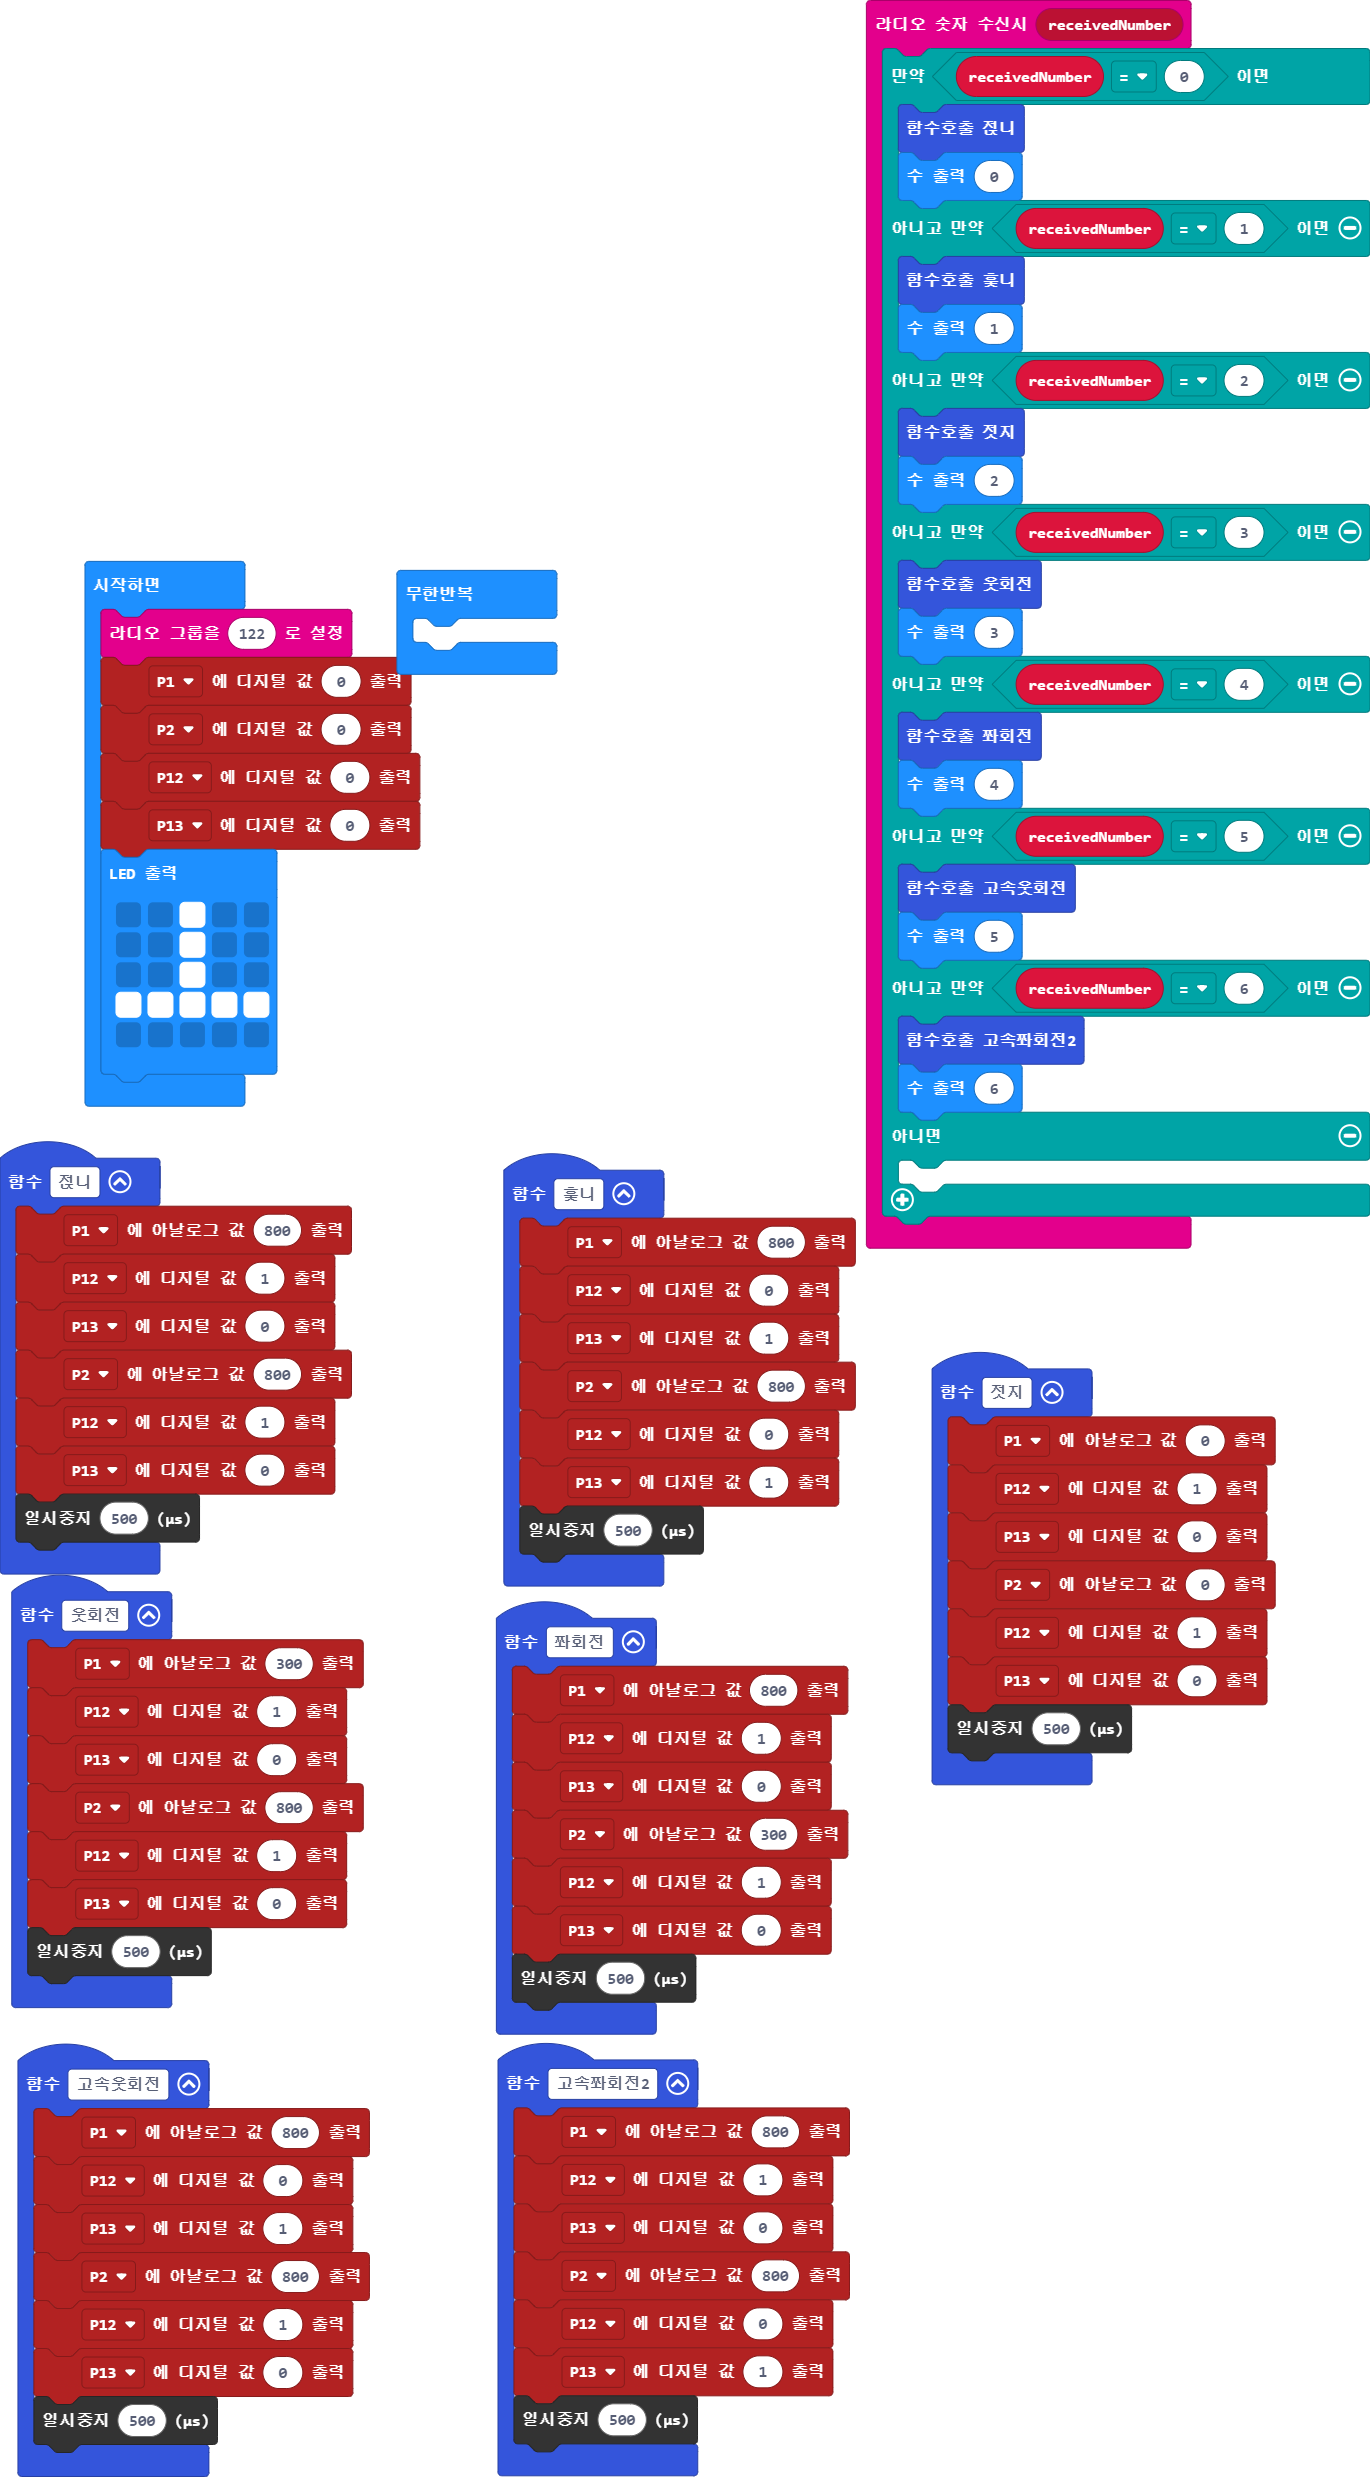 라디오 숫자 수신시 receivedNumber
만약 receivedNumber = 0 이면
함수호출 젅니
수 출력 0
아니고 만약 receivedNumber = 1 이면
함수호출 훛니
수 출력 1
아니고 만약 receivedNumber = 2 이면
함수호출 젓지
수 출력 2
아니고 만약 receivedNumber = 3 이면
함수호출 웃회전
수 출력 3
아니고 만약 receivedNumber = 4 이면
함수호출 쫘회전
수 출력 4
아니고 만약 receivedNumber = 5 이면
함수호출 고속웃회전
수 출력 5
아니고 만약 receivedNumber = 6 이면
함수호출 고속쫘회전2
수 출력 6
아니면
시작하면
라디오 그룹을 122 로 설정
P1 에 디지털 값 0 출력
P2 에 디지털 값 0 출력
P12 에 디지털 값 0 출력
P13 에 디지털 값 0 출력
LED 출력
무한반복
함수 젅니
P1 에 아날로그 값 800 출력
P12 에 디지털 값 1 출력
P13 에 디지털 값 0 출력
P2 에 아날로그 값 800 출력
P12 에 디지털 값 1 출력
P13 에 디지털 값 0 출력
일시중지 500 (µs)
함수 훛니
P1 에 아날로그 값 800 출력
P12 에 디지털 값 0 출력
P13 에 디지털 값 1 출력
P2 에 아날로그 값 800 출력
P12 에 디지털 값 0 출력
P13 에 디지털 값 1 출력
일시중지 500 (µs)
함수 젓지
P1 에 아날로그 값 0 출력
P12 에 디지털 값 1 출력
P13 에 디지털 값 0 출력
P2 에 아날로그 값 0 출력
P12 에 디지털 값 1 출력
P13 에 디지털 값 0 출력
일시중지 500 (µs)
함수 웃회전
P1 에 아날로그 값 300 출력
P12 에 디지털 값 1 출력
P13 에 디지털 값 0 출력
P2 에 아날로그 값 800 출력
P12 에 디지털 값 1 출력
P13 에 디지털 값 0 출력
일시중지 500 (µs)
함수 쫘회전
P1 에 아날로그 값 800 출력
P12 에 디지털 값 1 출력
P13 에 디지털 값 0 출력
P2 에 아날로그 값 300 출력
P12 에 디지털 값 1 출력
P13 에 디지털 값 0 출력
일시중지 500 (µs)
함수 고속웃회전
P1 에 아날로그 값 800 출력
P12 에 디지털 값 0 출력
P13 에 디지털 값 1 출력
P2 에 아날로그 값 800 출력
P12 에 디지털 값 1 출력
P13 에 디지털 값 0 출력
일시중지 500 (µs)
함수 고속쫘회전2
P1 에 아날로그 값 800 출력
P12 에 디지털 값 1 출력
P13 에 디지털 값 0 출력
P2 에 아날로그 값 800 출력
P12 에 디지털 값 0 출력
P13 에 디지털 값 1 출력
일시중지 500 (µs)